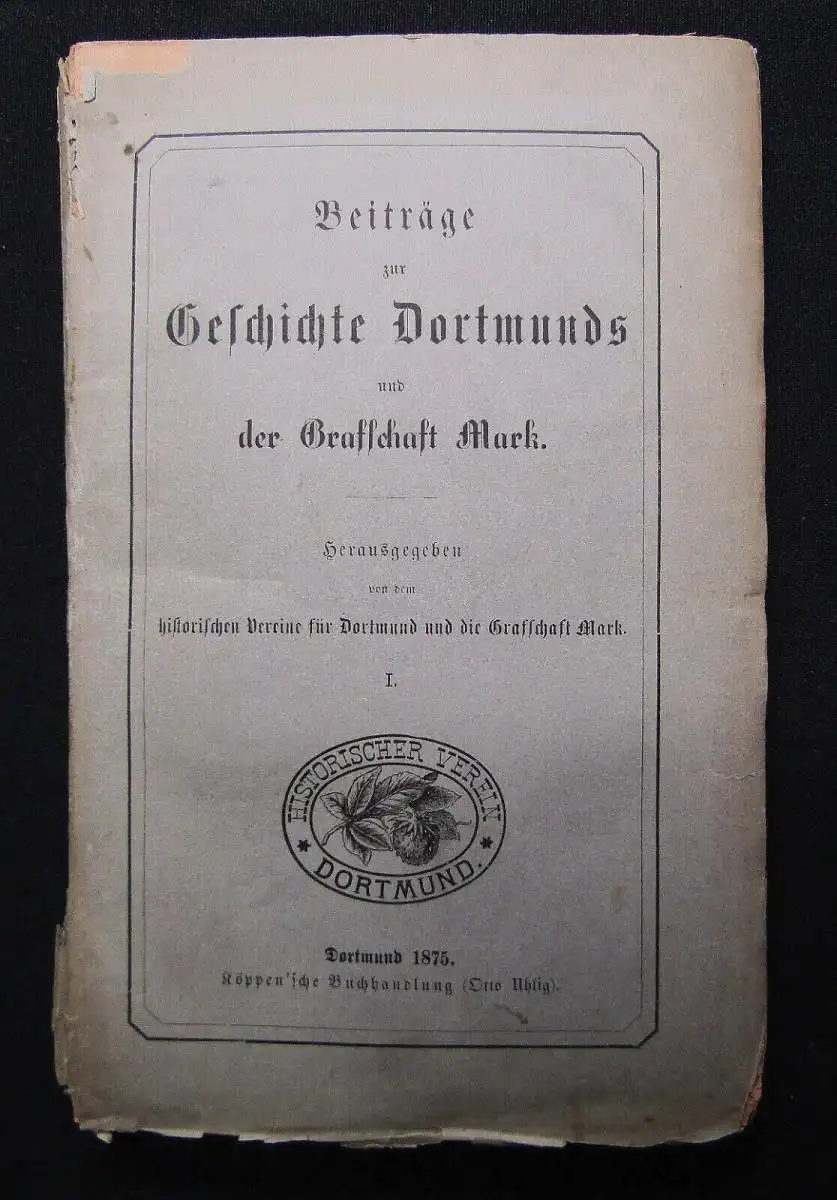 Beiträge
zur
Geschichte Dortmunds
und
der Grafschaft Mark.
Herausgegeben
von dem
historischen Vereine für Dortmund und die Grafschaft Mark.
I.
HISTORISCHER VEREIN
* DORTMUND. *
Dortmund 1875.
Köppen'sche Buchhandlung (Otto Uhlig).